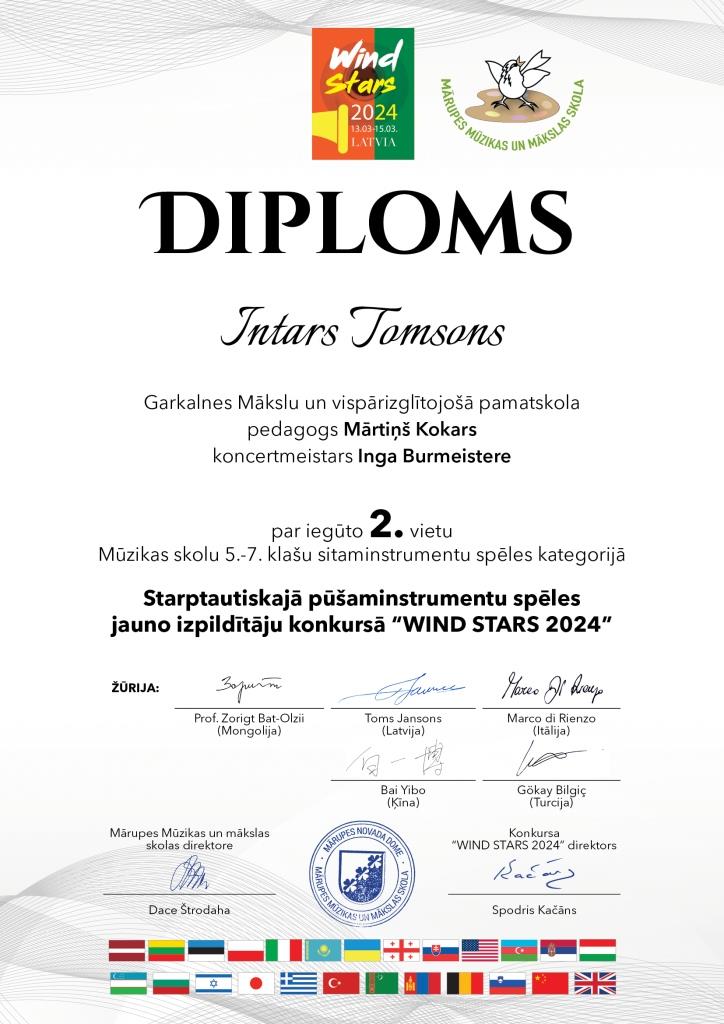 Wind
Stars
2024
13.03-15.03.
LATVIA
MĀRUPES MŪZIKAS UN MĀKSLAS SKOLA
DIPLOMS
Intars Tomsons
Garkalnes Mākslu un vispārizglītojošā pamatskola
pedagogs Mārtiņš Kokars
koncertmeistars Inga Burmeistere
par iegūto 2. vietu
Mūzikas skolu 5.-7. klašu sitaminstrumentu spēles kategorijā
Starptautiskajā pūšaminstrumentu spēles
jauno izpildītāju konkursā “WIND STARS 2024”
ŽŪRIJA:
Prof. Zorigt Bat-Olzii
(Mongolija)
Toms Jansons
(Latvija)
Marco di Rienzo
(Itālija)
白一博
Bai Yibo
(Ķīna)
Gökay Bilgiç
(Turcija)
Mārupes Mūzikas un mākslas
skolas direktore
Dace Štrodaha
MĀRUPES NOVADA DOME
MĀRUPES MŪZIKAS UN MĀKSLAS SKOLA
Konkursa
“WIND STARS 2024” direktors
Spodris Kačāns